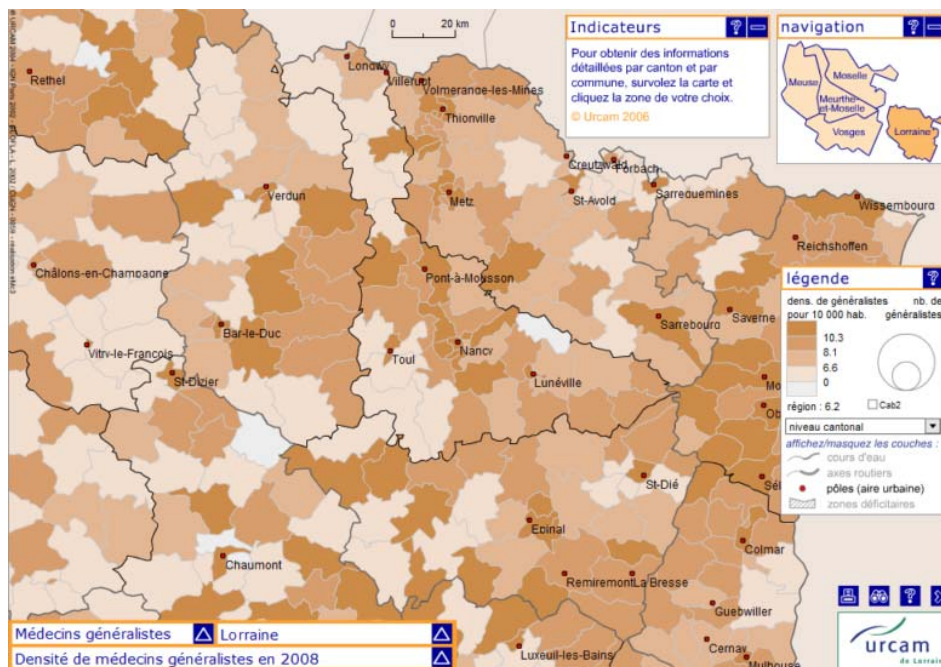 0 20 km
Indicateurs
Pour obtenir des informations
détaillées par canton et par
commune, survolez la carte et
cliquez la zone de votre choix.
© Urcam 2006
navigation
Meuse
Moselle
Meurthe-
et-Moselle
Vosges
Lorraine
Rethel
Longwy
Villerupt
Volmerange-les-Mines
Thionville
Creutzwald
Forbach
St-Avold
Sarreguemines
Verdun
Metz
Wissembourg
Reichshoffen
Châlons-en-Champagne
Pont-à-Mousson
Bar-le-Duc
Sarrebourg
Saverne
Vitry-le-François
Toul
Nancy
St-Dizier
Lunéville
Mo
Ob
St-Dié
Sél
Epinal
Colmar
Chaumont
Remiremont
La Bresse
Guebwiller
Luxeuil-les-Bains
Cernay
Mulhouse
légende
dens. de généralistes
pour 10 000 hab.
nb. de
généralistes
10.3
8.1
6.6
0
région : 6.2
Cab2
niveau cantonal
affichez/masquez les couches :
cours d'eau
axes routiers
pôles (aire urbaine)
zones déficitaires
Médecins généralistes
Lorraine
Densité de médecins généralistes en 2008
urcam
de Lorraine